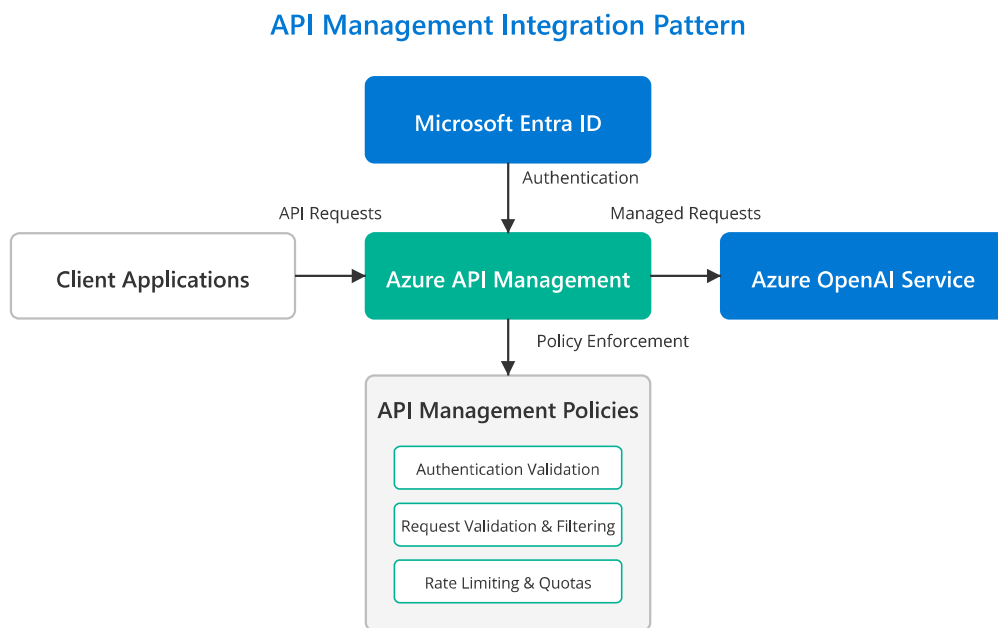 API Management Integration Pattern
Microsoft Entra ID
Authentication
API Requests
Managed Requests
Client Applications
Azure API Management
Azure OpenAI Service
Policy Enforcement
API Management Policies
Authentication Validation
Request Validation & Filtering
Rate Limiting & Quotas